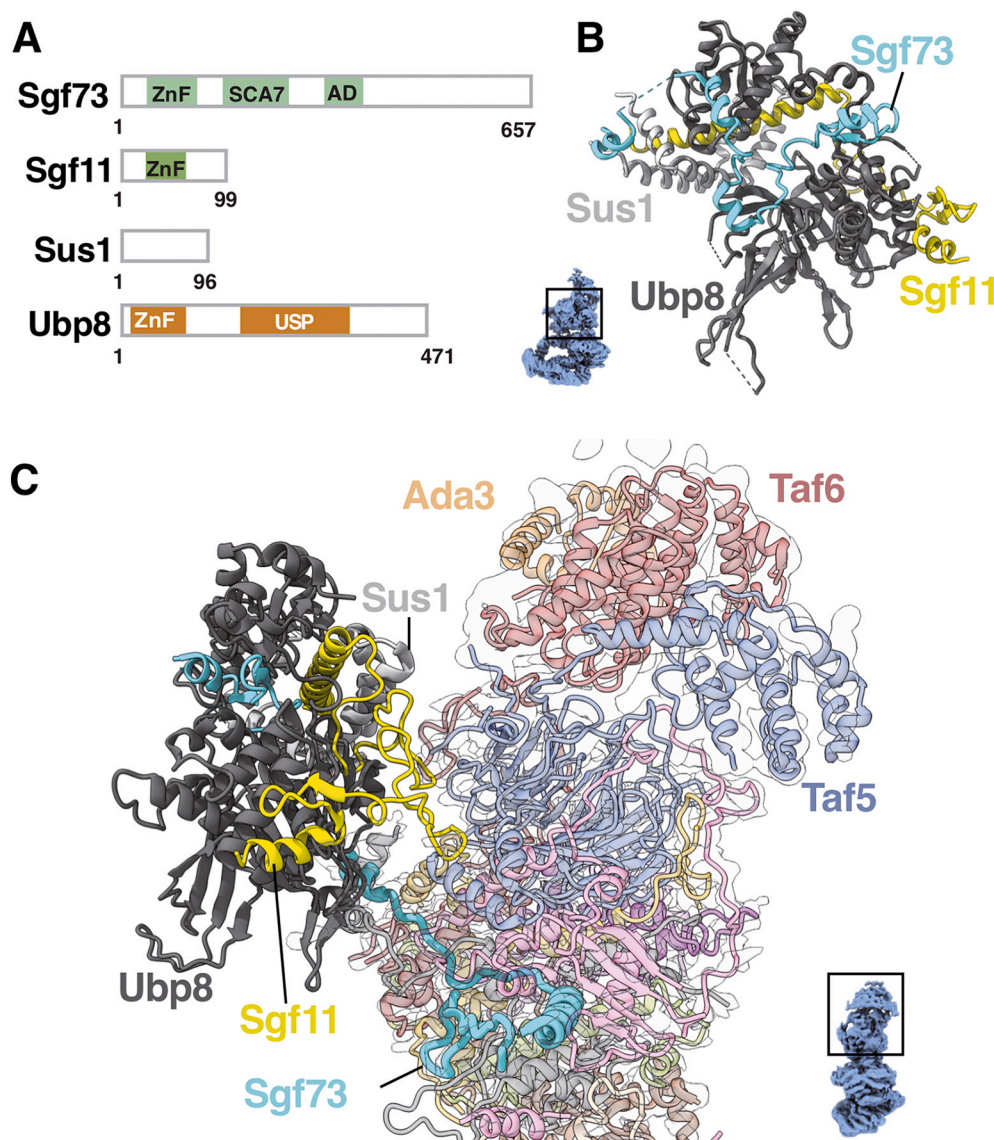 A
Sgf73 ZnF SCA7 AD
1 657
Sgf11 ZnF
1 99
Sus1
1 96
Ubp8 ZnF USP
1 471
B
Sgf73
Sus1
Ubp8
Sgf11
C
Ada3
Taf6
Sus1
Taf5
Ubp8
Sgf11
Sgf73